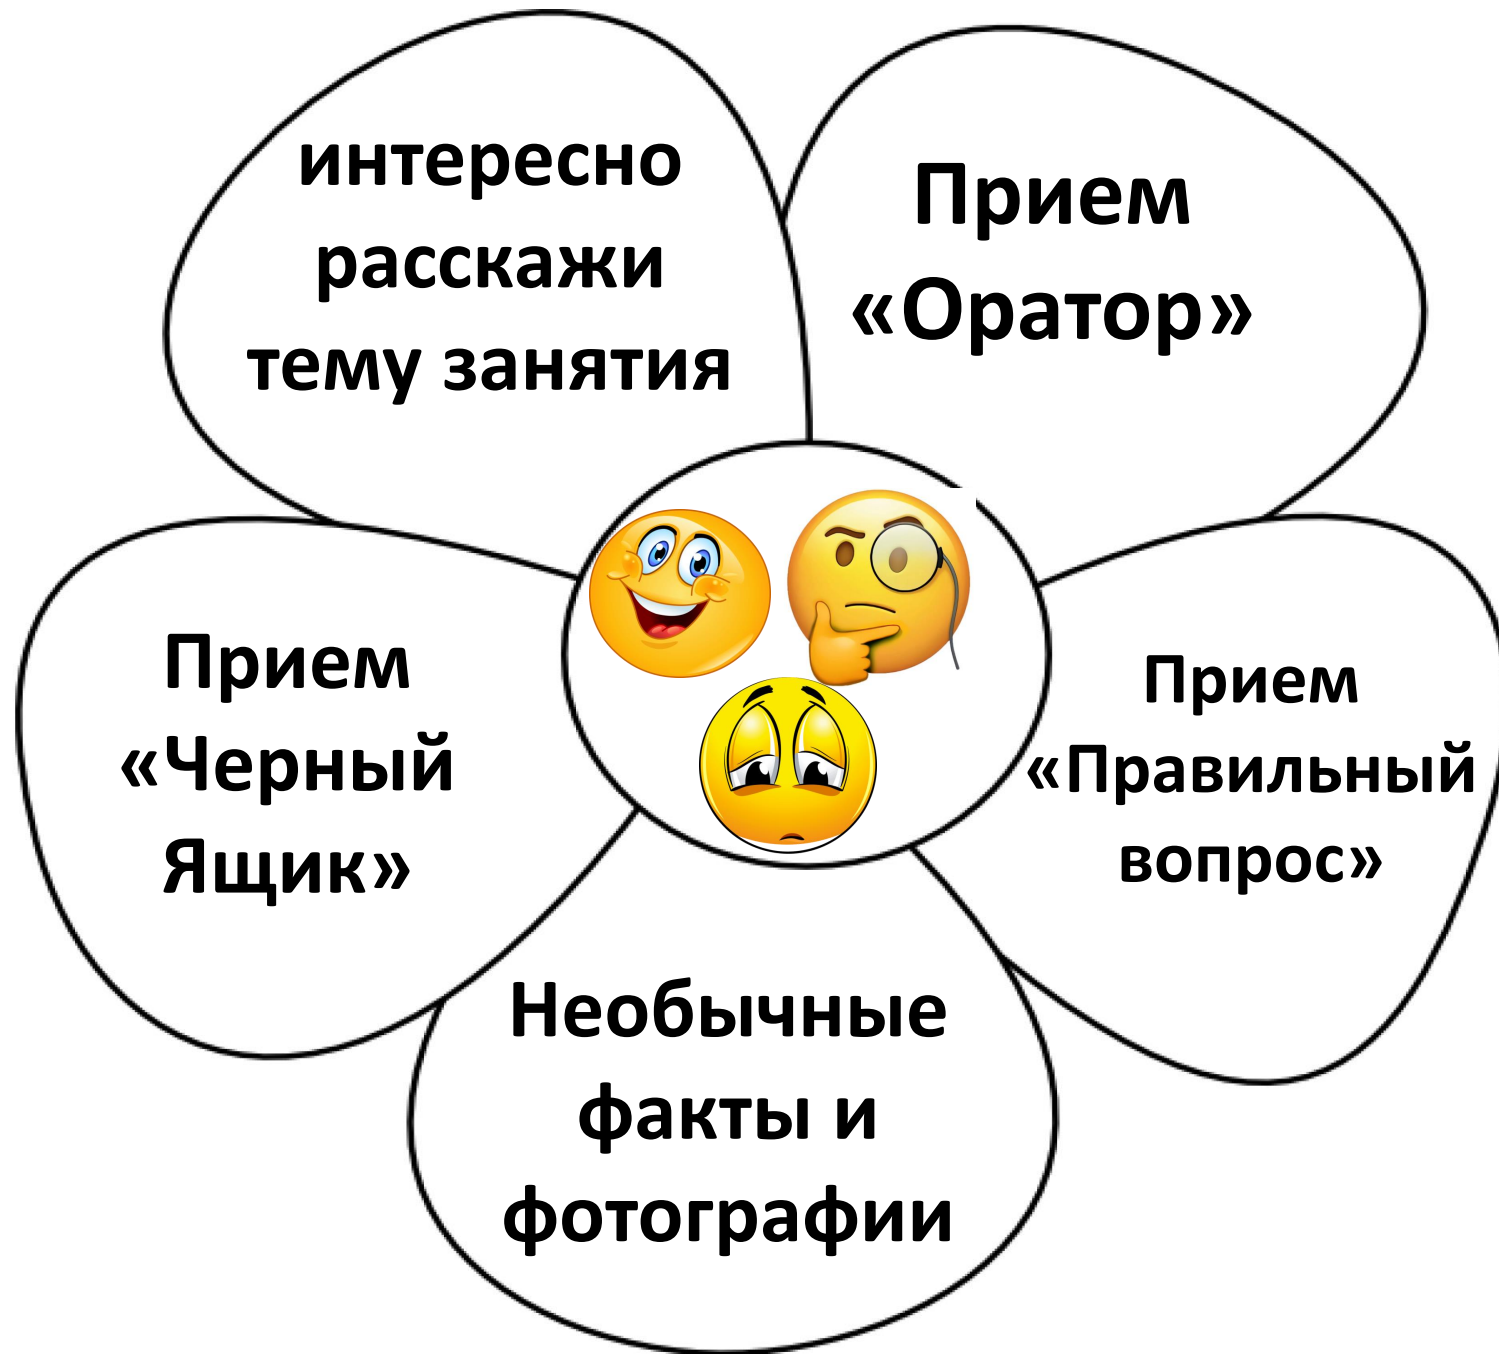 интересно
расскажи
тему занятия
Прием
«Оратор»
Прием
«Черный
Ящик»
Прием
«Правильный
вопрос»
Необычные
факты и
фотографии